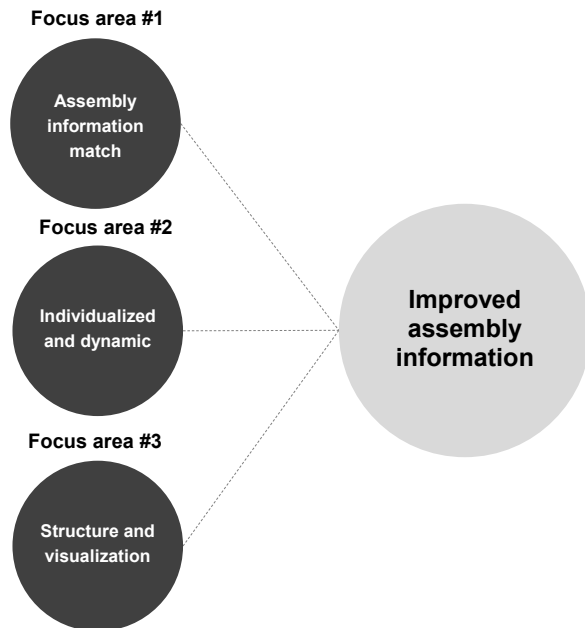 Focus area #1
Assembly
information
match
Focus area #2
Individualized
and dynamic
Focus area #3
Structure and
visualization
Improved
assembly
information